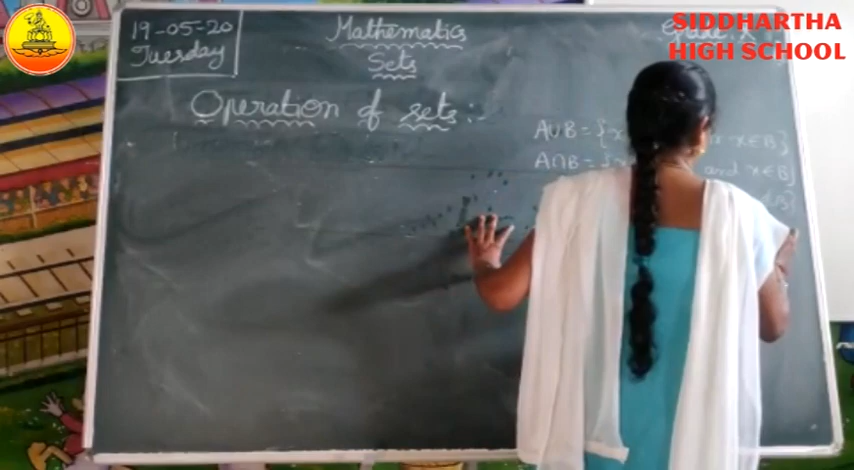 19-05-20
Tuesday
Mathematics
Sets
Operation of sets:-
A∪B = {x x∈B}
A∩B = {x and x∈B}
SIDDHARTHA
HIGH SCHOOL